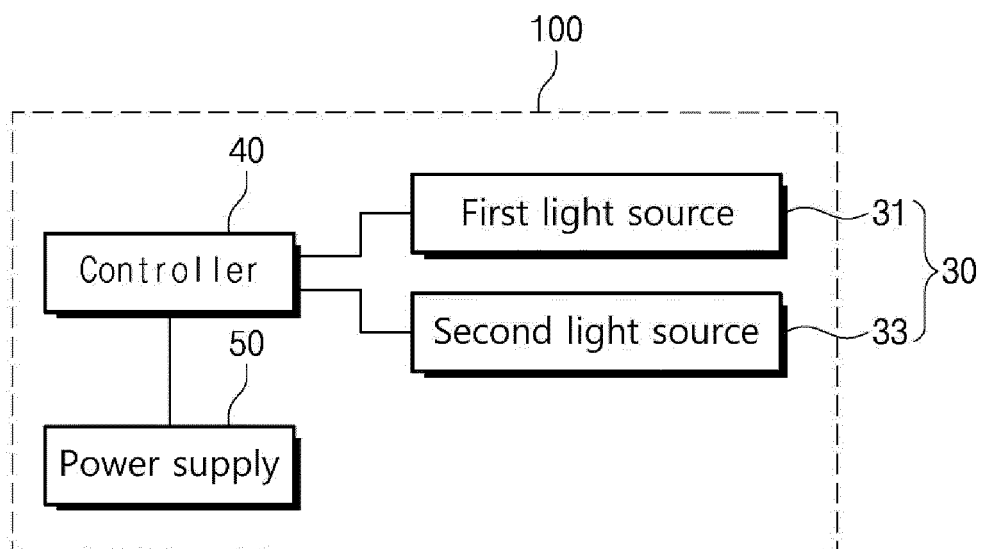 100
40
First light source
31
Controller
30
Second light source
33
50
Power supply